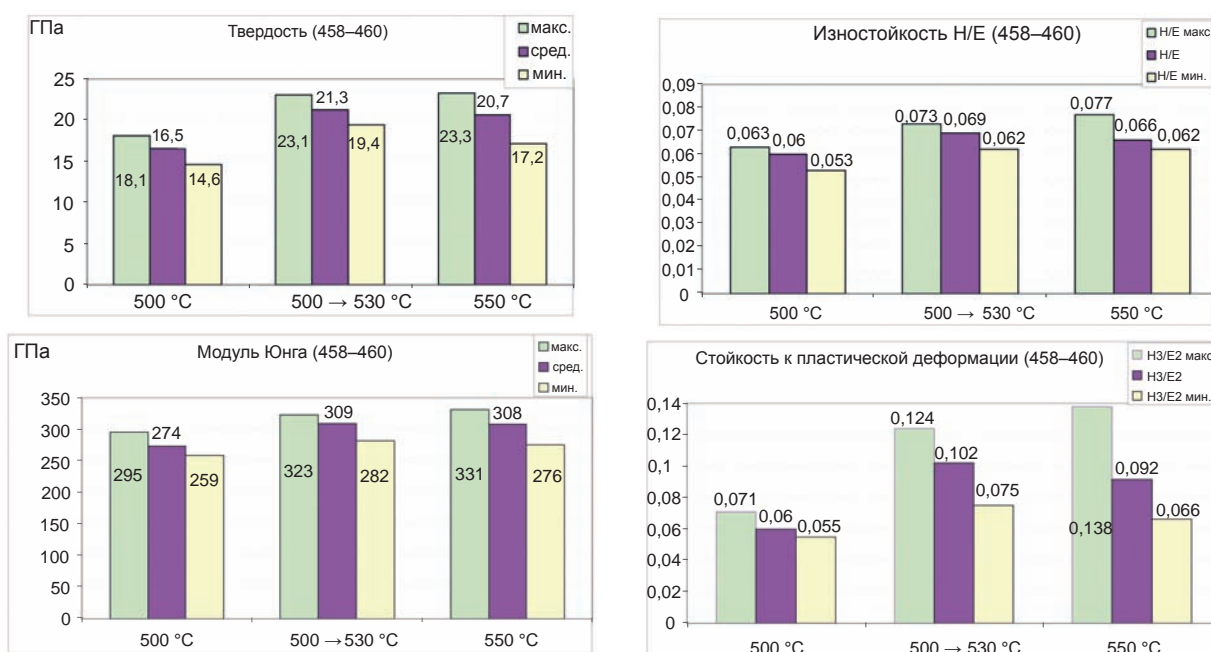 ГПа
Твердость (458–460)
макс.
сред.
мин.
25
20
15
10
5
0
18,1
16,5
14,6
23,1
21,3
19,4
23,3
20,7
17,2
500 °C
500 → 530 °C
550 °C
Изностойкость H/E (458–460)
H/E макс
H/E
H/E мин.
0,09
0,08
0,07
0,06
0,05
0,04
0,03
0,02
0,01
0
0,063
0,06
0,053
0,073
0,069
0,062
0,077
0,066
0,062
500 °C
500 → 530 °C
550 °C
ГПа
Модуль Юнга (458–460)
макс.
сред.
мин.
350
300
250
200
150
100
50
0
295
274
259
323
309
282
331
308
276
500 °C
500 →530 °C
550 °C
Стойкость к пластической деформации (458–460)
H3/E2 макс
H3/E2
H3/E2 мин.
0,14
0,12
0,1
0,08
0,06
0,04
0,02
0
0,071
0,06
0,055
0,124
0,102
0,075
0,138
0,092
0,066
500 °C
500 → 530 °C
550 °C